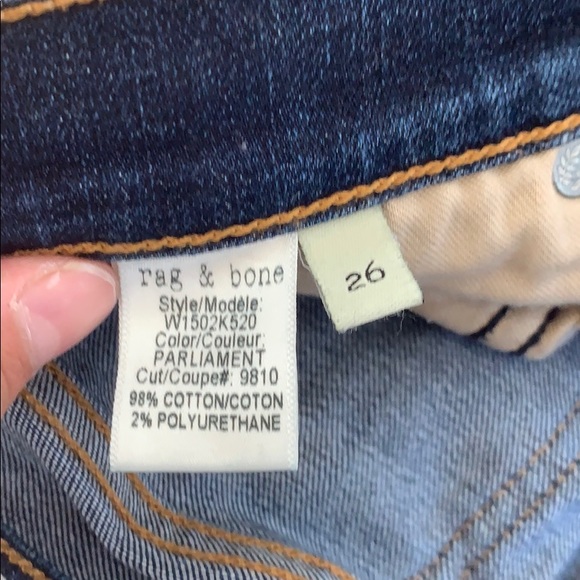 rag & bone
Style/Modèle:
W1502K520
Color/Couleur:
PARLIAMENT
Cut/Coupe#: 9810
98% COTTON/COTON
2% POLYURETHANE
26